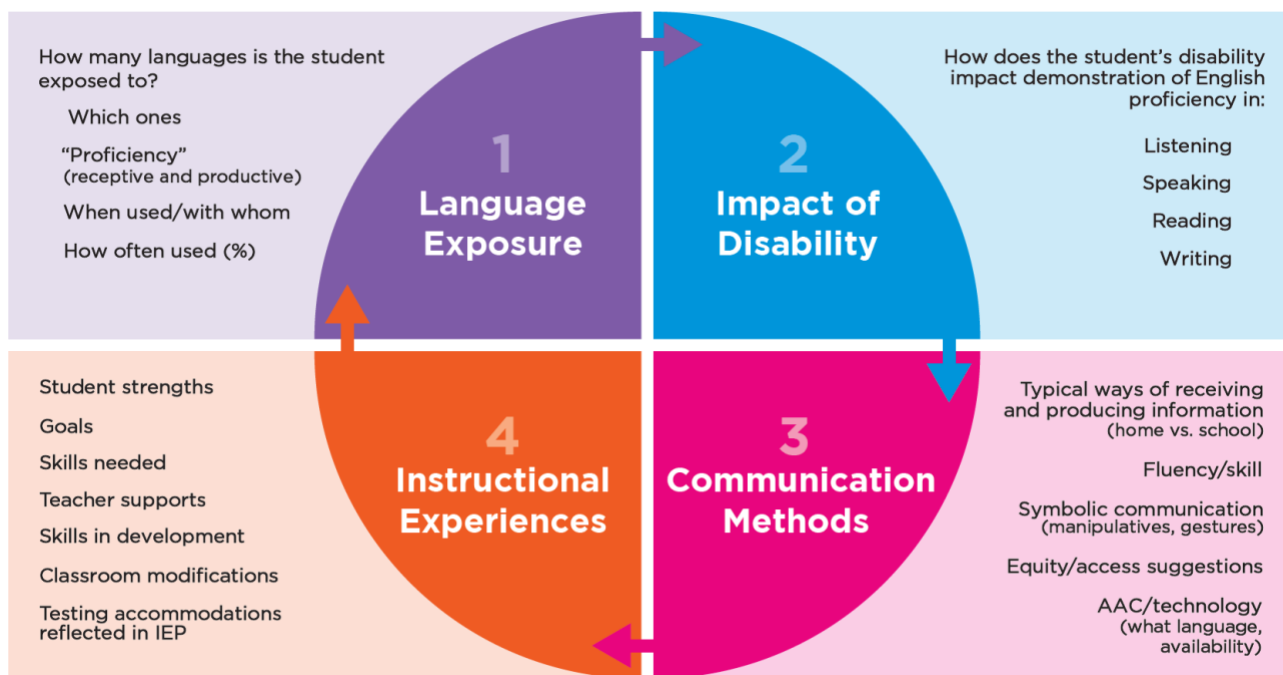 How many languages is the student
exposed to?
Which ones
“Proficiency”
(receptive and productive)
When used/with whom
How often used (%)
1
Language
Exposure
2
Impact of
Disability
How does the student’s disability
impact demonstration of English
proficiency in:
Listening
Speaking
Reading
Writing
3
Communication
Methods
Typical ways of receiving
and producing information
(home vs. school)
Fluency/skill
Symbolic communication
(manipulatives, gestures)
Equity/access suggestions
AAC/technology
(what language,
availability)
4
Instructional
Experiences
Student strengths
Goals
Skills needed
Teacher supports
Skills in development
Classroom modifications
Testing accommodations
reflected in IEP